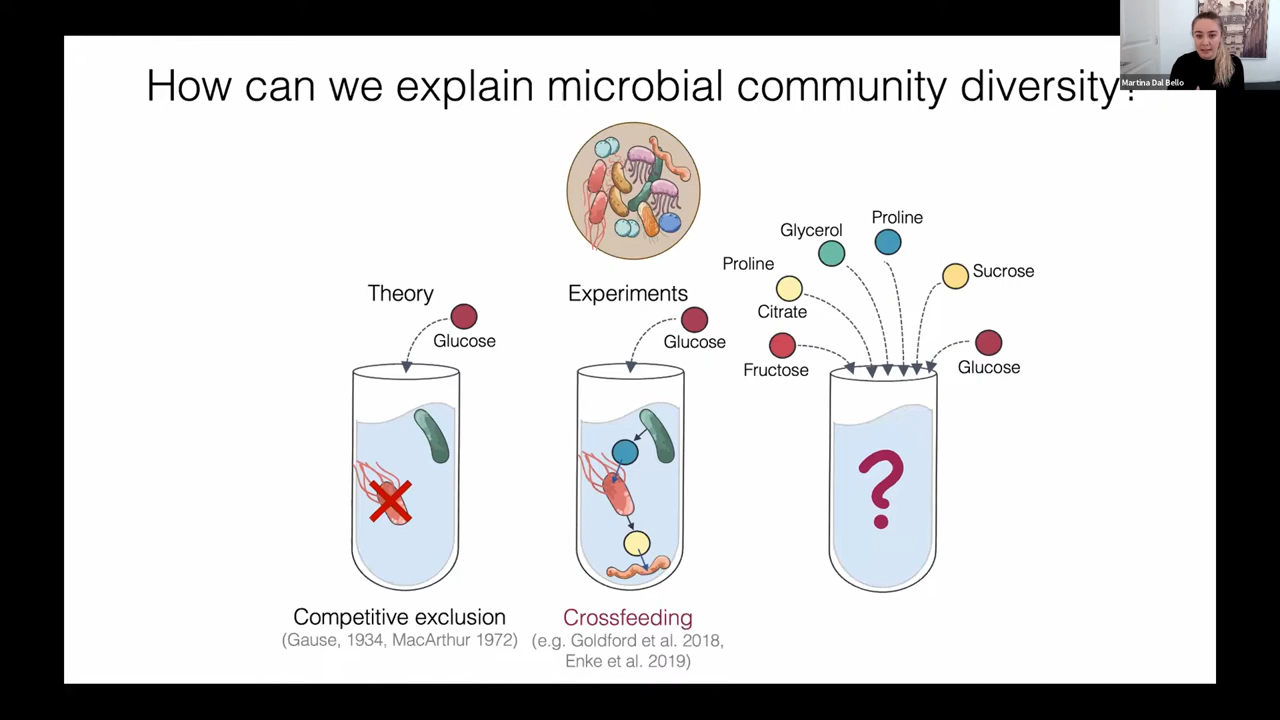 How can we explain microbial community diversity?
Martina Dal Bello
Theory
Glucose
Competitive exclusion
(Gause, 1934, MacArthur 1972)
Experiments
Glucose
Crossfeeding
(e.g. Goldford et al. 2018,
Enke et al. 2019)
Proline
Glycerol
Proline
Sucrose
Citrate
Fructose
Glucose
?